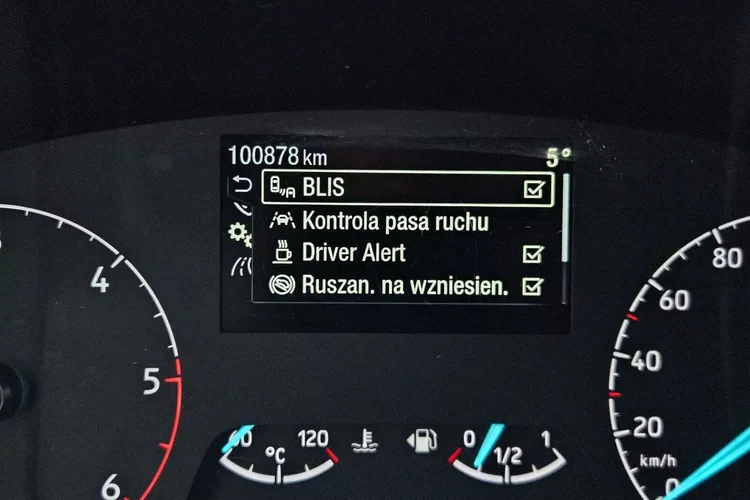 100878 km 5°
BLIS
Kontrola pasa ruchu
Driver Alert
Ruszan. na wzniesien.
4
5
6
80
60
40
20
0
km/h
120
°C
0 1/2 1